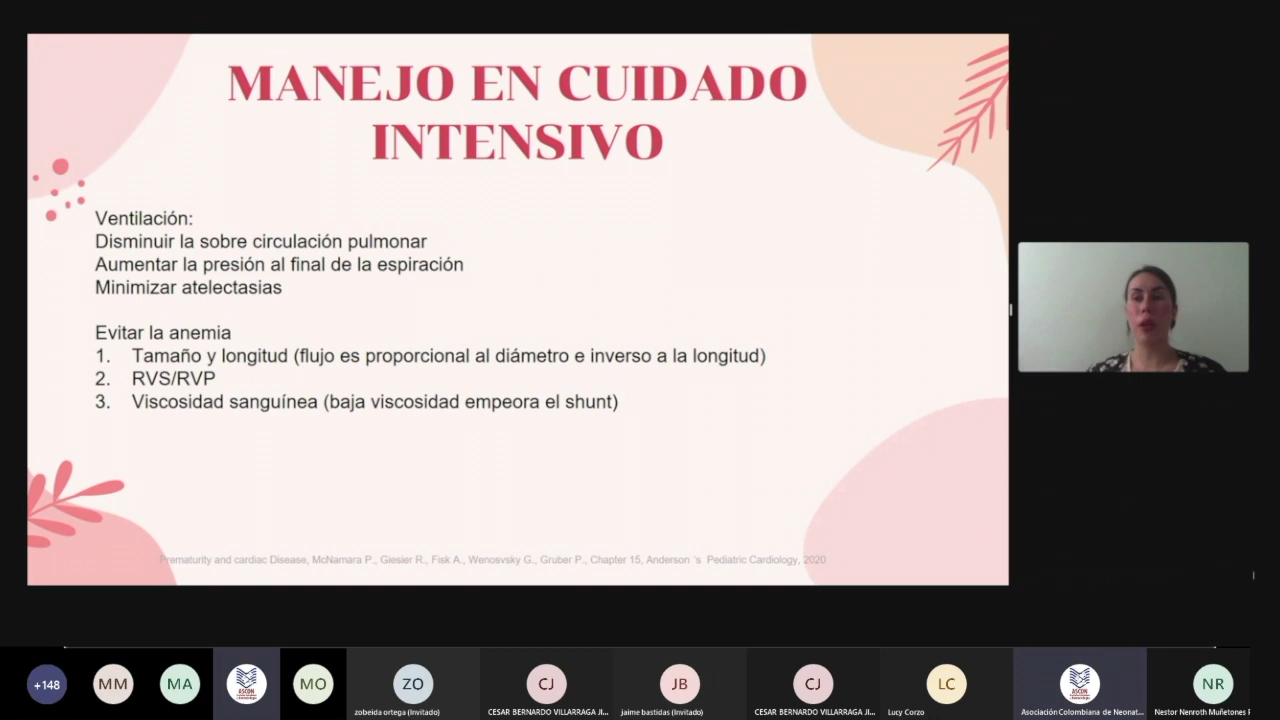 MANEJO EN CUIDADO
INTENSIVO
Ventilación:
Disminuir la sobre circulación pulmonar
Aumentar la presión al final de la espiración
Minimizar atelectasias
Evitar la anemia
1. Tamaño y longitud (flujo es proporcional al diámetro e inverso a la longitud)
2. RVS/RVP
3. Viscosidad sanguínea (baja viscosidad empeora el shunt)
Prematurity and cardiac Disease, McNamara P., Giesier R., Fisk A., Wenosvsky G., Gruber P., Chapter 15, Anderson 's Pediatric Cardiology, 2020
+148
MM
MA
ASCON
MO
ZO
CJ
JB
CJ
LC
ASCON
NR
zobeida ortega (Invitado)
CESAR BERNARDO VILLARRAGA JI...
jaime bastidas (Invitado)
CESAR BERNARDO VILLARRAGA JI...
Lucy Corzo
Asociación Colombiana de Neonat...
Nestor Nenroth Muñetones